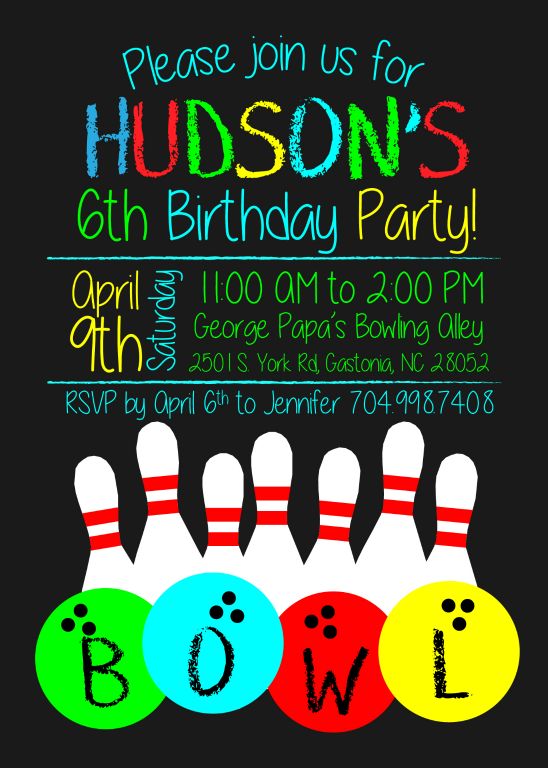 Please join us for
HUDSON'S
6th Birthday Party!
April
9th
Saturday
11:00 AM to 2:00 PM
George Papa's Bowling Alley
2501 S. York Rd, Gastonia, NC 28052
RSVP by April 6th to Jennifer 704.998.7408
BOWL